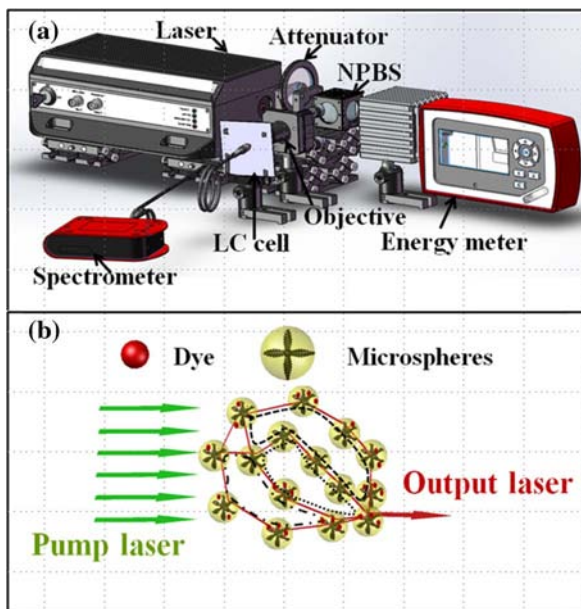 (a)
Laser
Attenuator
NPBS
Objective
LC cell
Energy meter
Spectrometer
(b)
Dye
Microspheres
Output laser
Pump laser